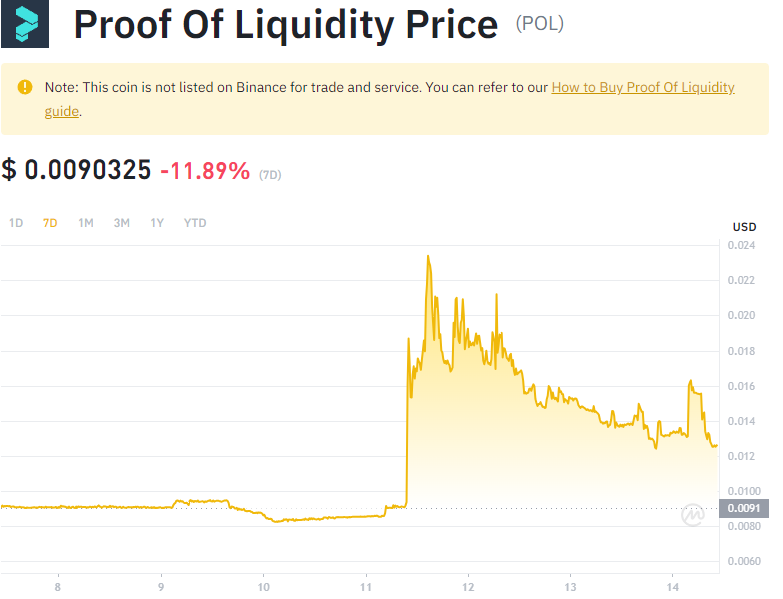 Proof Of Liquidity Price (POL)
Note: This coin is not listed on Binance for trade and service. You can refer to our How to Buy Proof Of Liquidity
guide.
$ 0.0090325 -11.89% (7D)
1D 7D 1M 3M 1Y YTD
USD
0.024
0.022
0.020
0.018
0.016
0.014
0.012
0.0100
0.0091
0.0080
0.0060
8 9 10 11 12 13 14